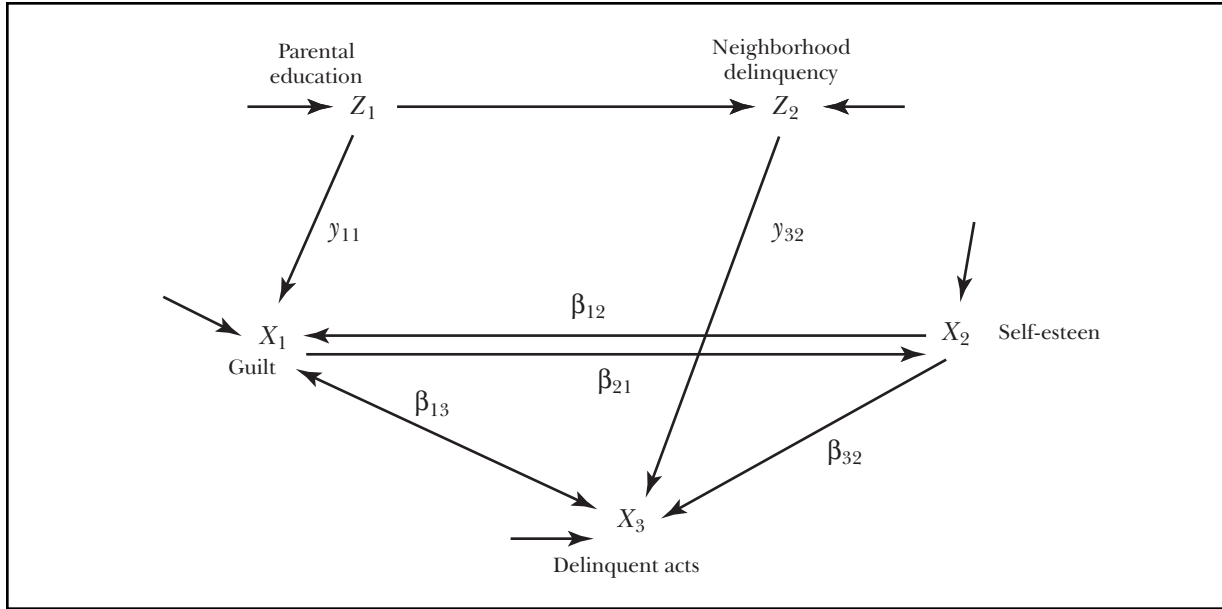 Parental
education
Z1
Neighborhood
delinquency
Z2
y11
y32
β12
X1
Guilt
X2
Self-esteen
β21
β13
β32
X3
Delinquent acts